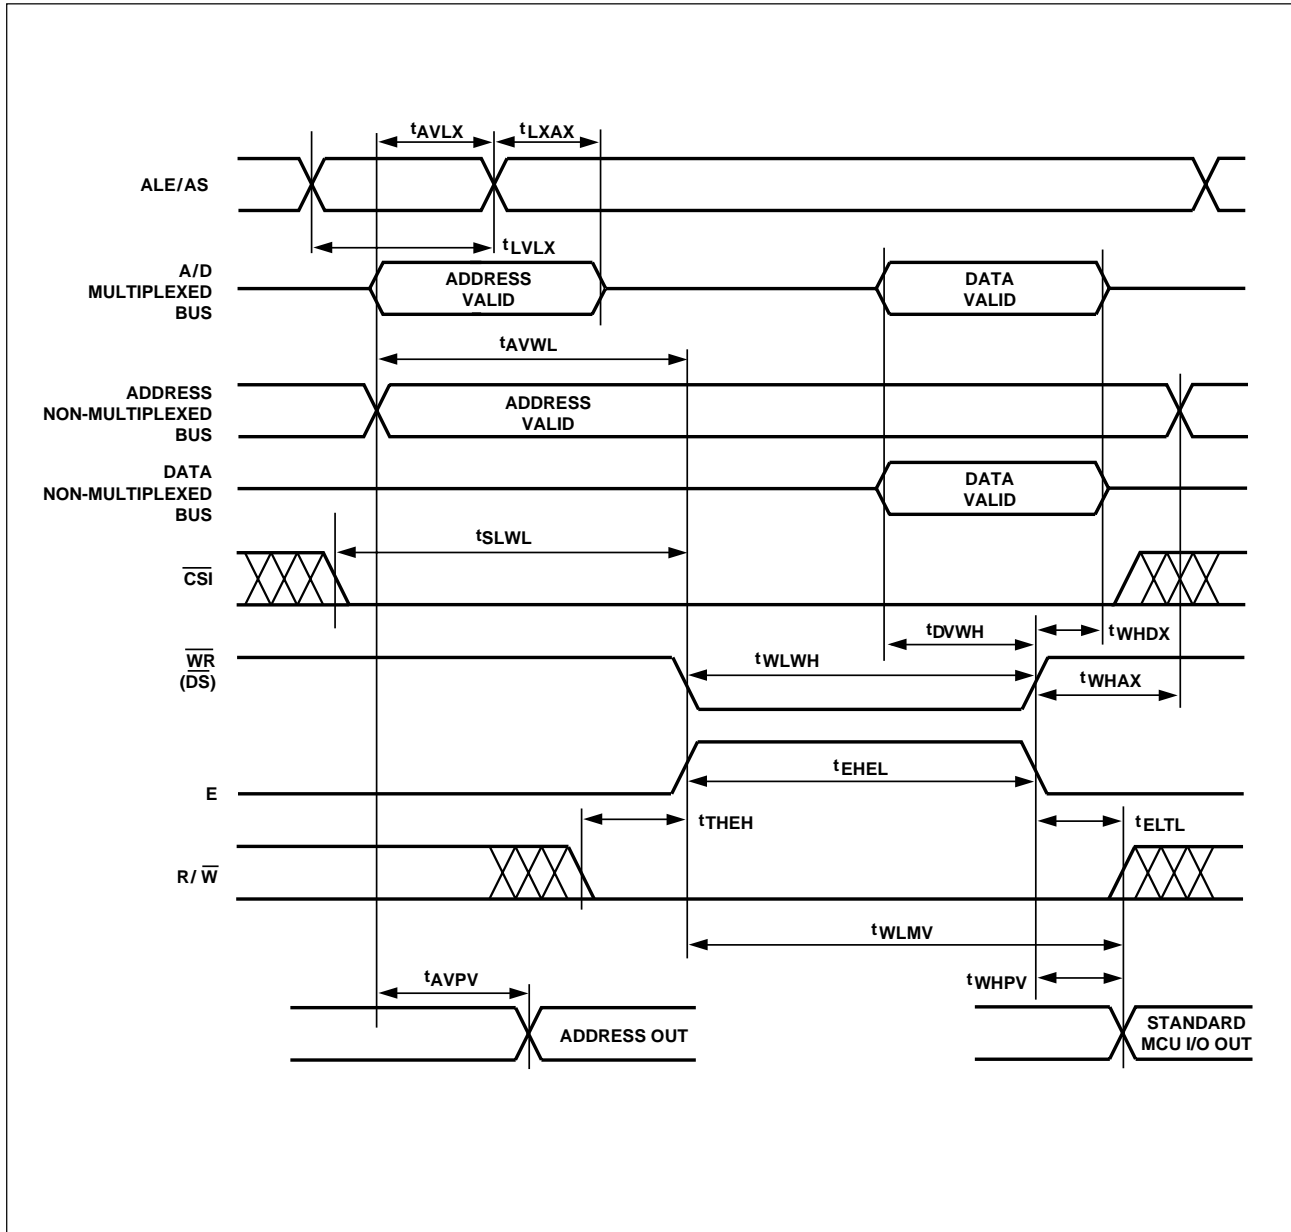 tAVLX
tLXAX
ALE/AS
tLVLX
A/D
MULTIPLEXED
BUS
ADDRESS
VALID
DATA
VALID
tAVWL
ADDRESS
NON-MULTIPLEXED
BUS
ADDRESS
VALID
DATA
NON-MULTIPLEXED
BUS
DATA
VALID
tSLWL
CSI
tDVWH
tWHDX
WR
(DS)
tWLWH
tWHAX
tEHEL
E
tTHEH
tELTL
R/W
tWLMV
tAVPV
tWHPV
ADDRESS OUT
STANDARD
MCU I/O OUT